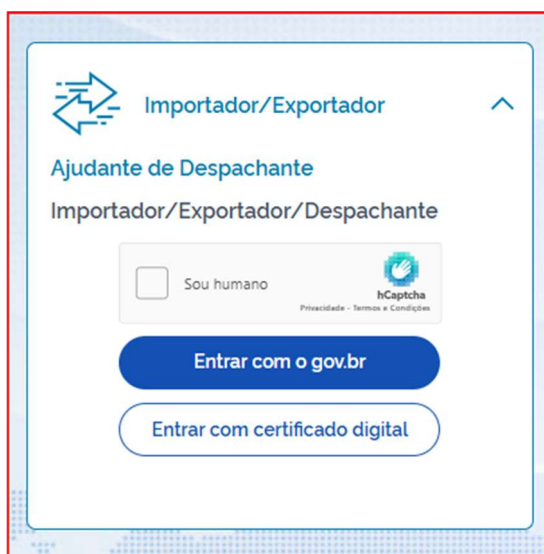 Importador/Exportador
Ajudante de Despachante
Importador/Exportador/Despachante
Sou humano
hCaptcha
Privacidade - Termos e Condições
Entrar com o gov.br
Entrar com certificado digital